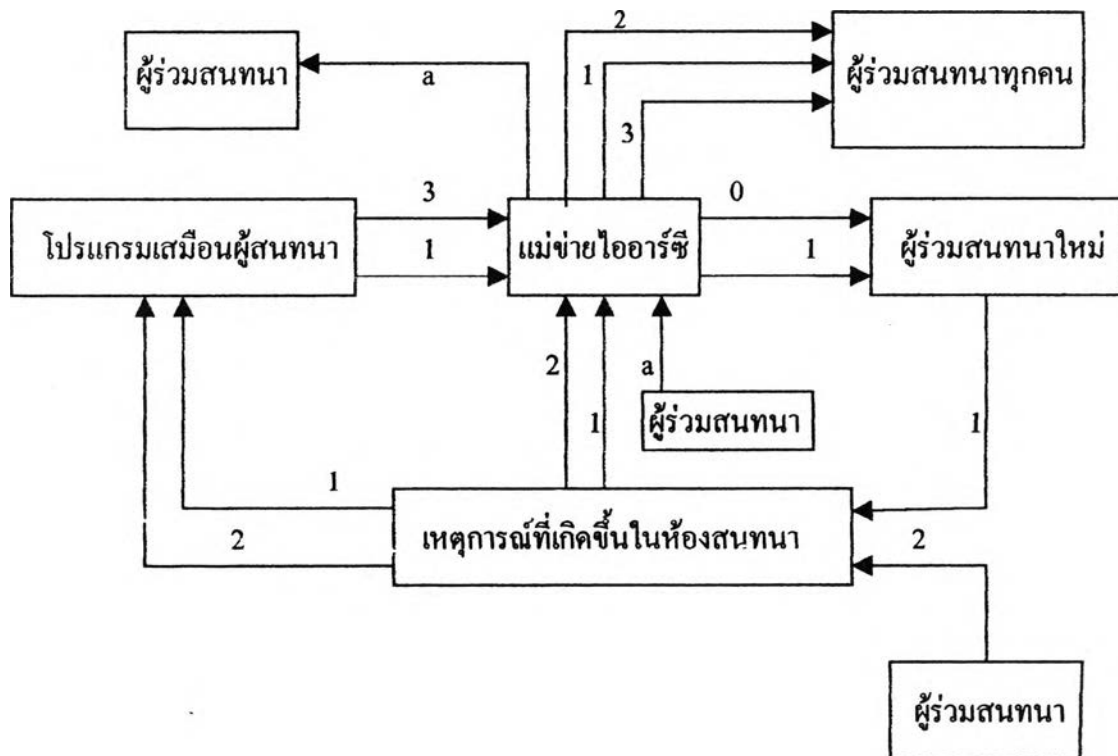 2
ผู้ร่วมสนทนา
a
1
ผู้ร่วมสนทนาทุกคน
3
3
0
โปรแกรมเสมือนผู้สนทนา
แม่ข่ายไออาร์ซี
ผู้ร่วมสนทนาใหม่
1
1
2
a
1
ผู้ร่วมสนทนา
1
1
2
เหตุการณ์ที่เกิดขึ้นในห้องสนทนา
2
ผู้ร่วมสนทนา